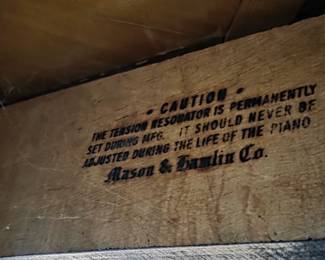 • CAUTION •
THE TENSION RESONATOR IS PERMANENTLY
SET DURING MFG. IT SHOULD NEVER BE
ADJUSTED DURING THE LIFE OF THE PIANO
Mason & Hamlin Co.